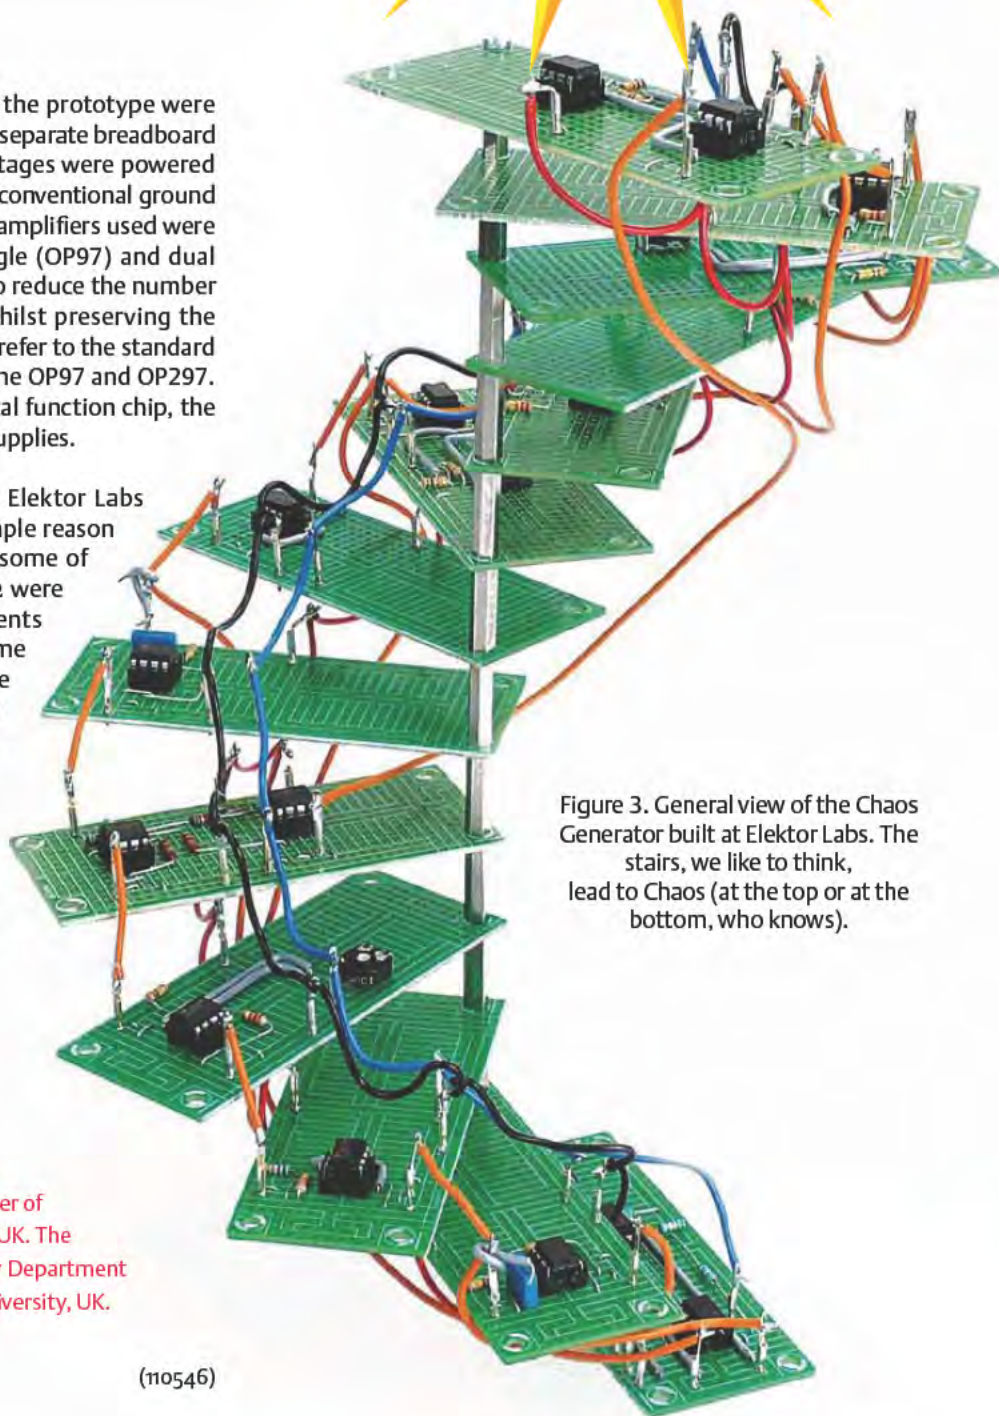 the prototype were
separate breadboard
tages were powered
conventional ground
amplifiers used were
gle (OP97) and dual
o reduce the number
hilst preserving the
refer to the standard
ne OP97 and OP297.
al function chip, the
upplies.
Elektor Labs
nple reason
some of
e were
ents
me
e
Figure 3. General view of the Chaos
Generator built at Elektor Labs. The
stairs, we like to think,
lead to Chaos (at the top or at the
bottom, who knows).
er of
UK. The
y Department
iversity, UK.
(110546)